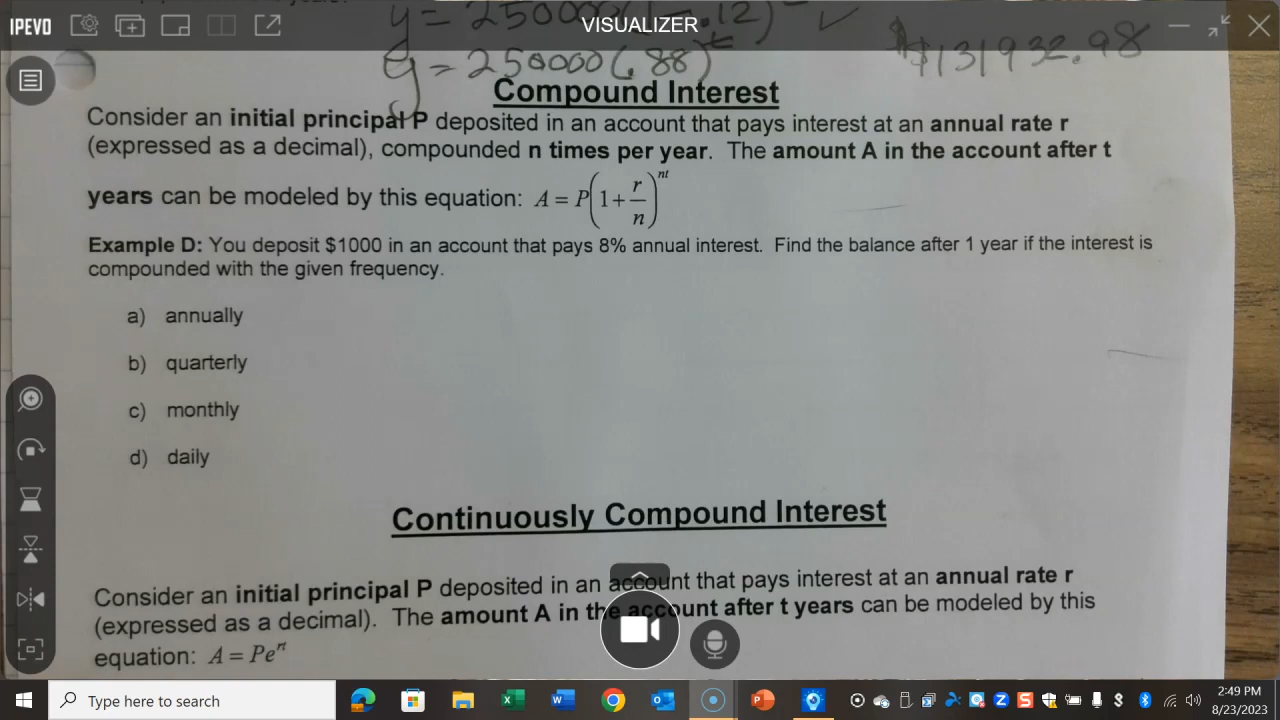 IPEVO
VISUALIZER
y = 250000(1-.12)
y = 250000(.88)^t
$131932.98
Compound Interest
Consider an initial principal P deposited in an account that pays interest at an annual rate r
(expressed as a decimal), compounded n times per year. The amount A in the account after t
years can be modeled by this equation: A = P(1 + r/n)^nt
Example D: You deposit $1000 in an account that pays 8% annual interest. Find the balance after 1 year if the interest is
compounded with the given frequency.
a) annually
b) quarterly
c) monthly
d) daily
Continuously Compound Interest
Consider an initial principal P deposited in an account that pays interest at an annual rate r
(expressed as a decimal). The amount A in the account after t years can be modeled by this
equation: A = Pe^rt
Type here to search
2:49 PM
8/23/2023